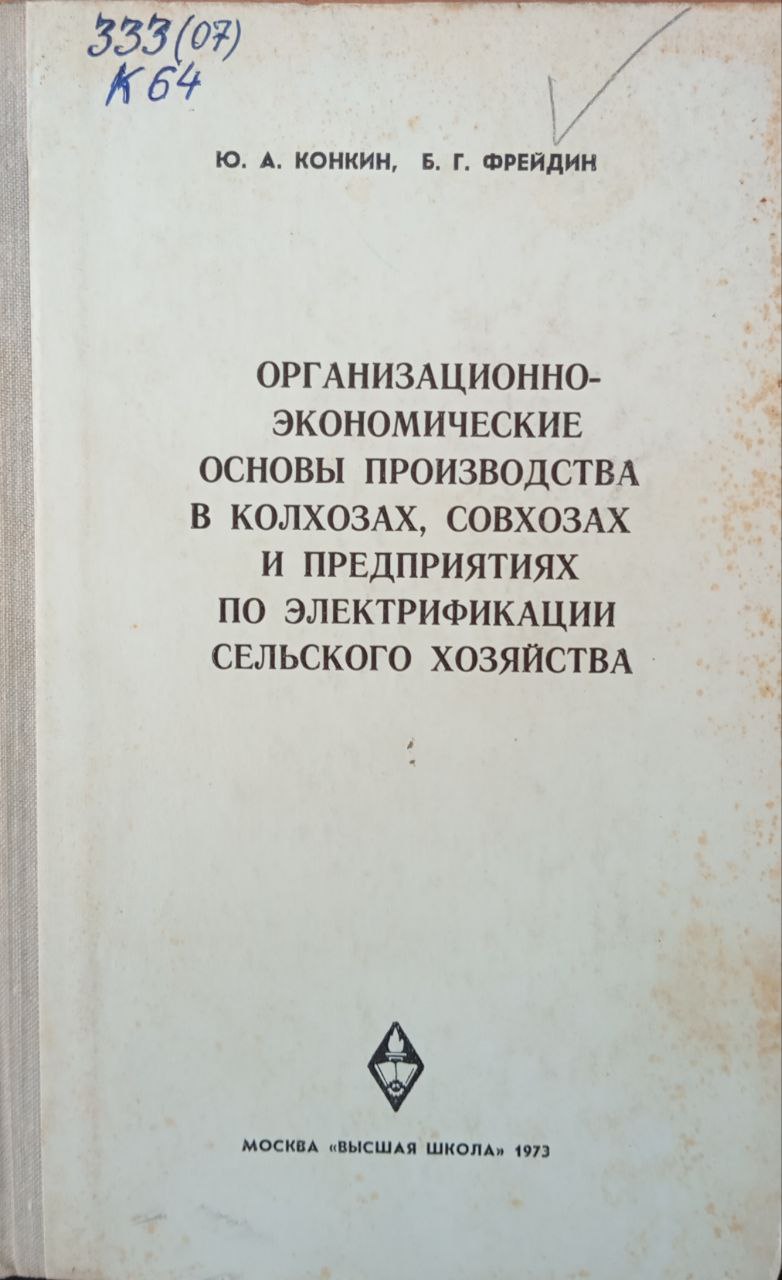 333(07)
К 64
Ю. А. КОНКИН, Б. Г. ФРЕЙДИН
ОРГАНИЗАЦИОННО-
ЭКОНОМИЧЕСКИЕ
ОСНОВЫ ПРОИЗВОДСТВА
В КОЛХОЗАХ, СОВХОЗАХ
И ПРЕДПРИЯТИЯХ
ПО ЭЛЕКТРИФИКАЦИИ
СЕЛЬСКОГО ХОЗЯЙСТВА
МОСКВА «ВЫСШАЯ ШКОЛА» 1973